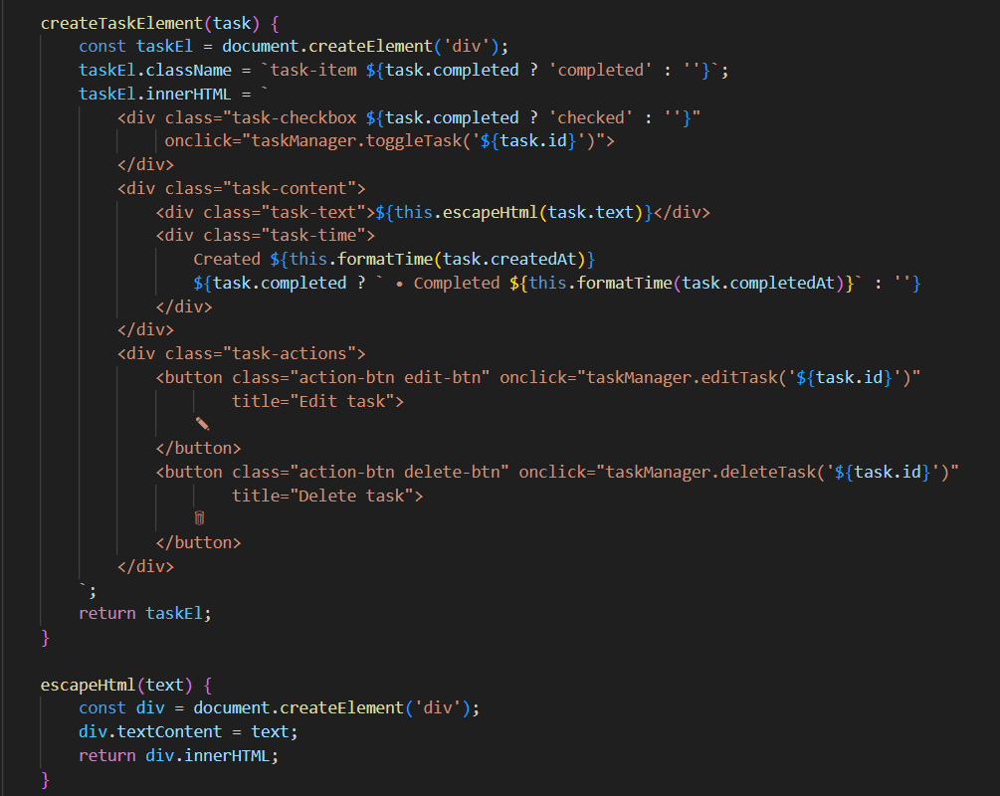 createTaskElement(task) {
    const taskEl = document.createElement('div');
    taskEl.className = `task-item ${task.completed ? 'completed' : ''}`;
    taskEl.innerHTML = `
        <div class="task-checkbox ${task.completed ? 'checked' : ''}"
             onclick="taskManager.toggleTask('${task.id}')">
        </div>
        <div class="task-content">
            <div class="task-text">${this.escapeHtml(task.text)}</div>
            <div class="task-time">
                Created ${this.formatTime(task.createdAt)}
                ${task.completed ? ` • Completed ${this.formatTime(task.completedAt)}` : ''}
            </div>
        </div>
        <div class="task-actions">
            <button class="action-btn edit-btn" onclick="taskManager.editTask('${task.id}')"
                    title="Edit task">
                ✏️
            </button>
            <button class="action-btn delete-btn" onclick="taskManager.deleteTask('${task.id}')"
                    title="Delete task">
                🗑️
            </button>
        </div>
    `;
    return taskEl;
}

escapeHtml(text) {
    const div = document.createElement('div');
    div.textContent = text;
    return div.innerHTML;
}